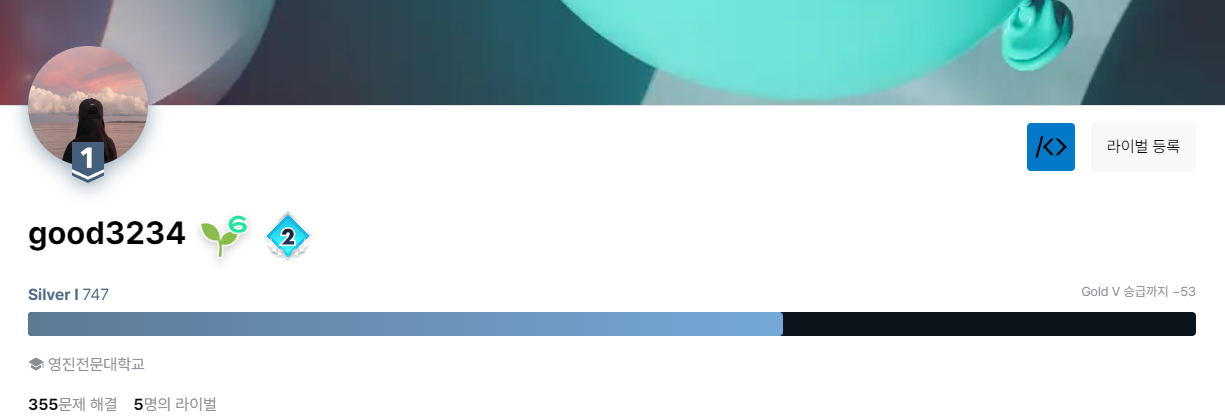 1
/<>
라이벌 등록
good3234 6 2
Silver I 747
Gold V 승급까지 −53
영진전문대학교
355문제 해결 5명의 라이벌